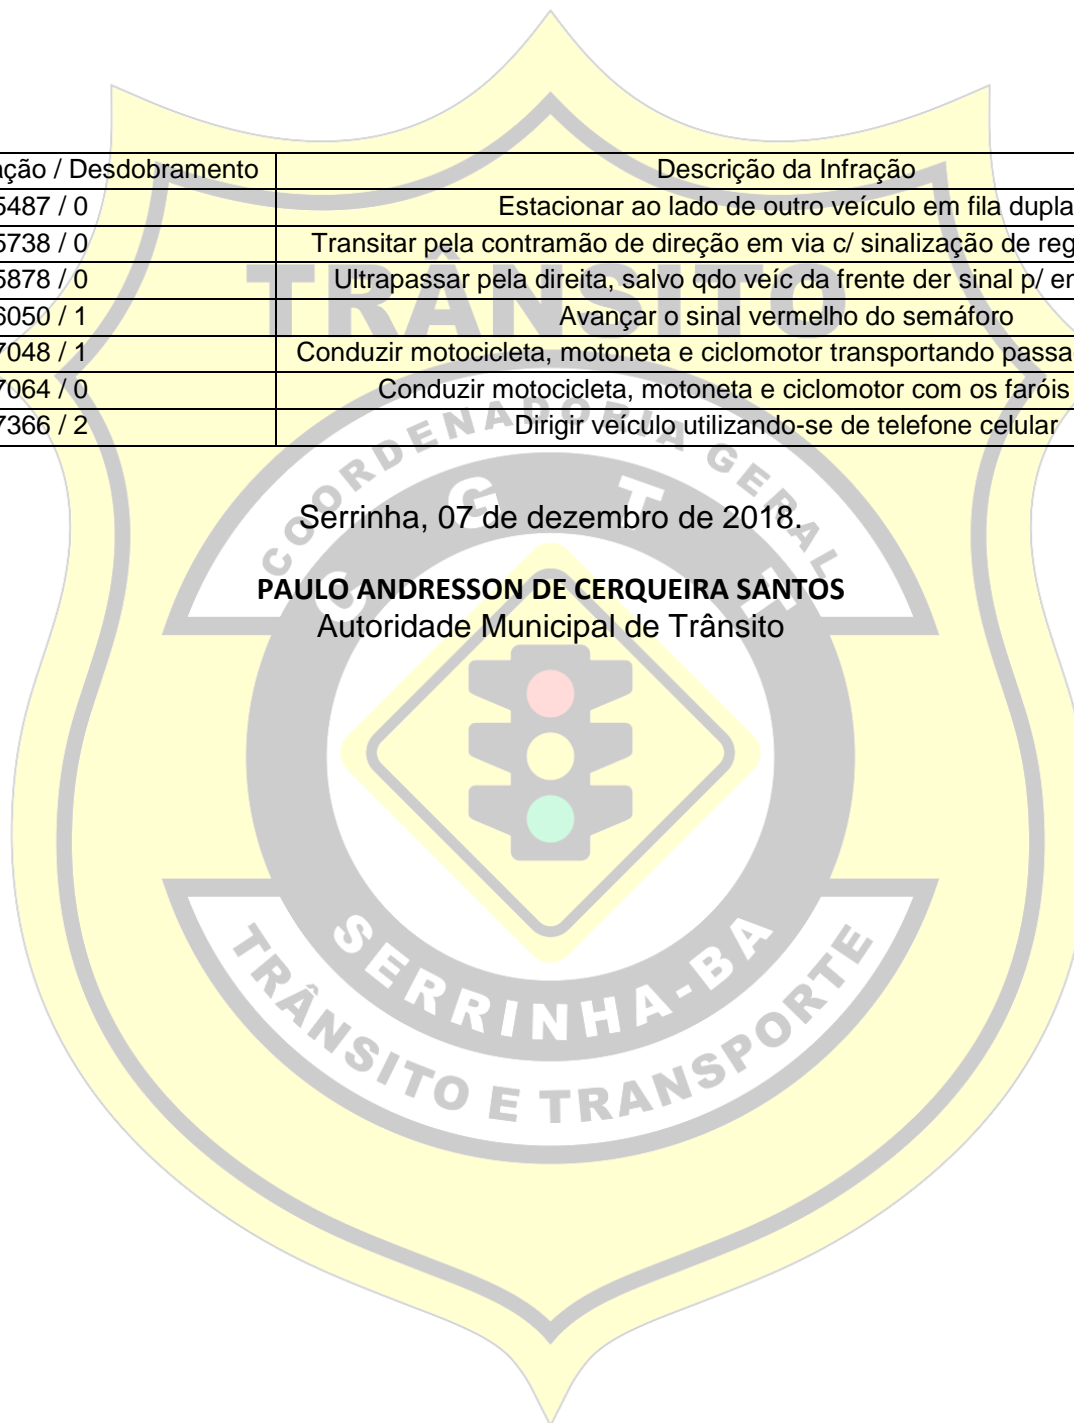 ação / Desdobramento Descrição da Infração
5487 / 0 Estacionar ao lado de outro veículo em fila dupla
5738 / 0 Transitar pela contramão de direção em via c/ sinalização de reg
5878 / 0 Ultrapassar pela direita, salvo qdo veíc da frente der sinal p/ en
6050 / 1 Avançar o sinal vermelho do semáforo
7048 / 1 Conduzir motocicleta, motoneta e ciclomotor transportando passa
7064 / 0 Conduzir motocicleta, motoneta e ciclomotor com os faróis
7366 / 2 Dirigir veículo utilizando-se de telefone celular
Serrinha, 07 de dezembro de 2018.
PAULO ANDRESSON DE CERQUEIRA SANTOS
Autoridade Municipal de Trânsito
TRÂNSITO
COORDENADORIA GERAL
C G T T E
SERRINHA-BA
TRÂNSITO E TRANSPORTE